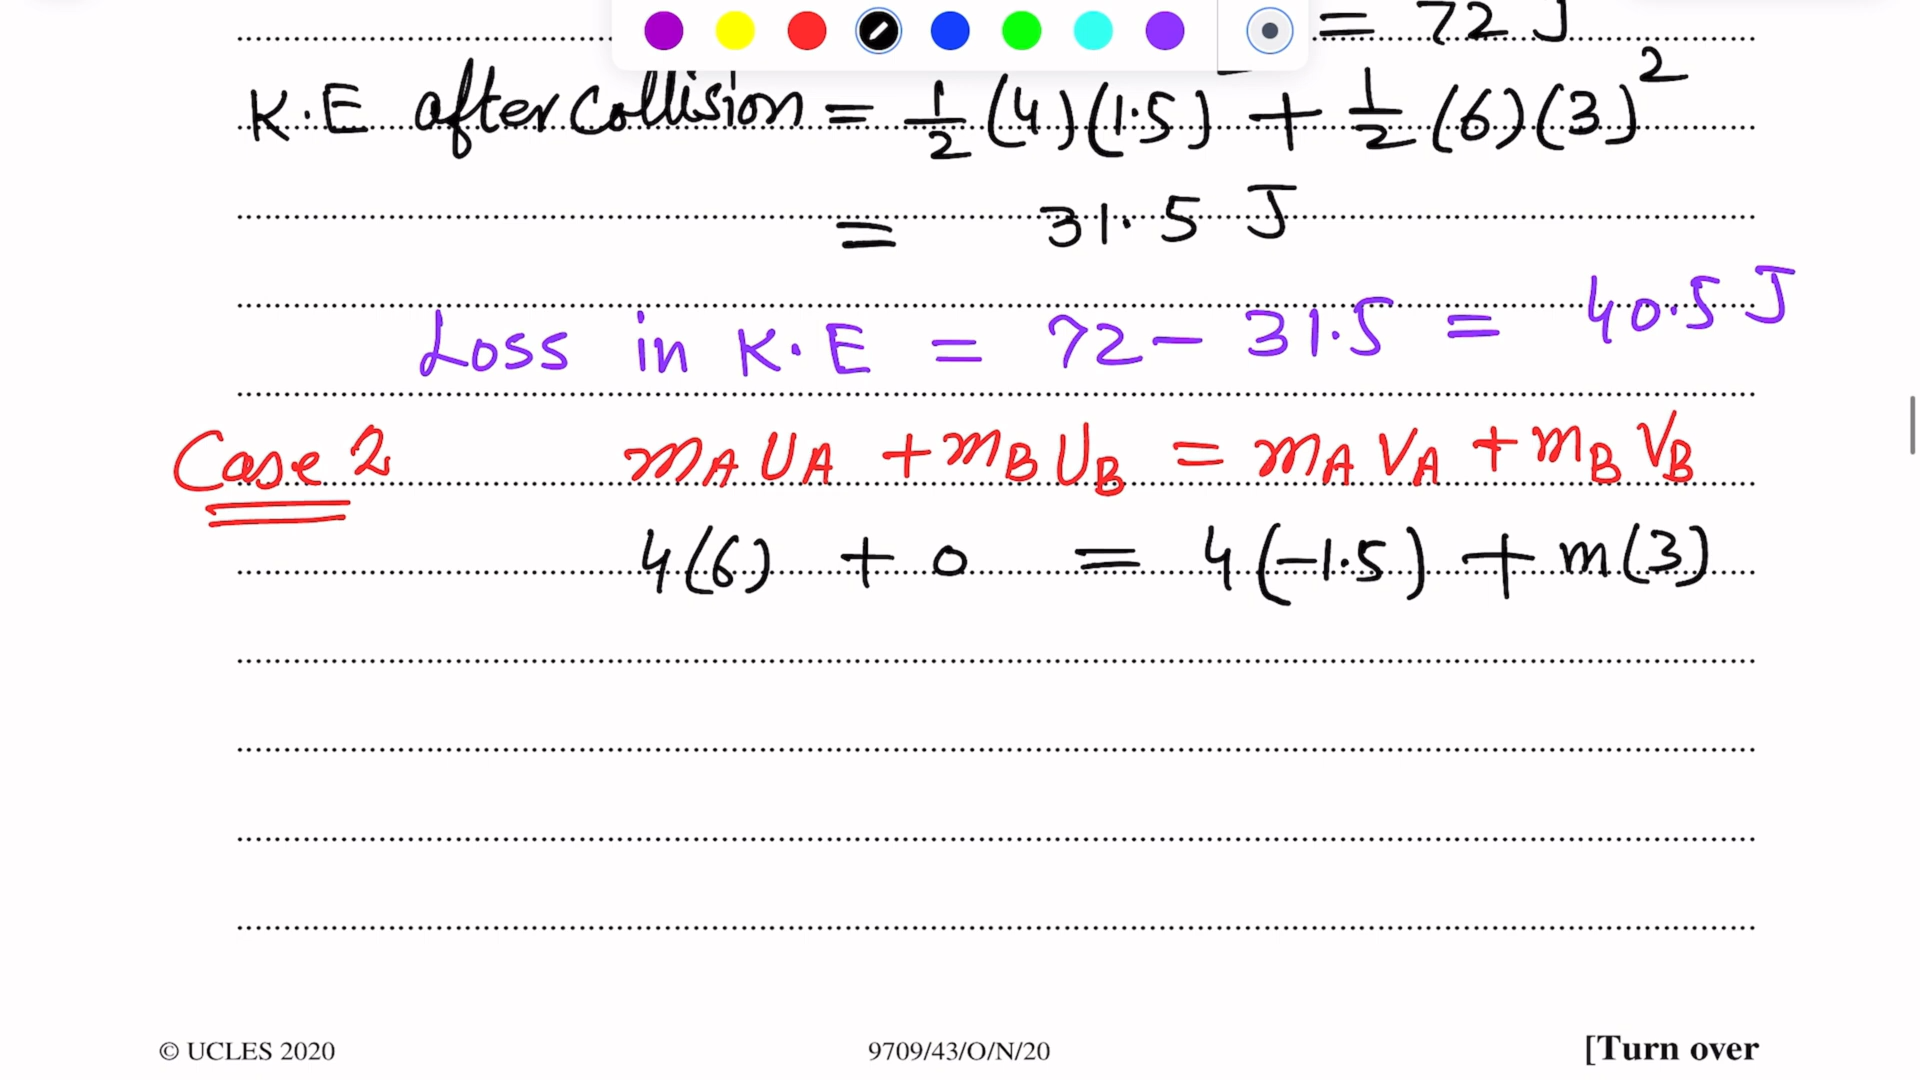 = 72 J
K.E after Collision = 1/2 (4)(1.5)² + 1/2 (6)(3)²
= 31.5 J
Loss in K.E = 72 - 31.5 = 40.5 J
Case 2 mA UA + mB UB = mA VA + mB VB
4(6) + 0 = 4(-1.5) + m(3)
© UCLES 2020 9709/43/O/N/20 [Turn over